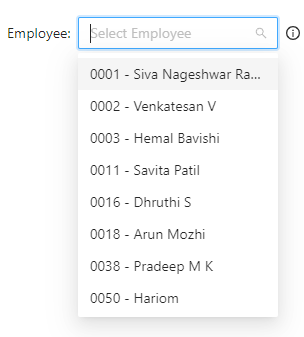 Employee: Select Employee
0001 - Siva Nageshwar Ra...
0002 - Venkatesan V
0003 - Hemal Bavishi
0011 - Savita Patil
0016 - Dhruthi S
0018 - Arun Mozhi
0038 - Pradeep M K
0050 - Hariom